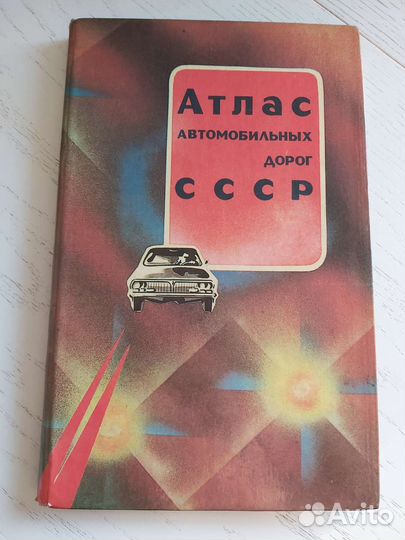 Атлас
автомобильных
дорог
СССР
Avito